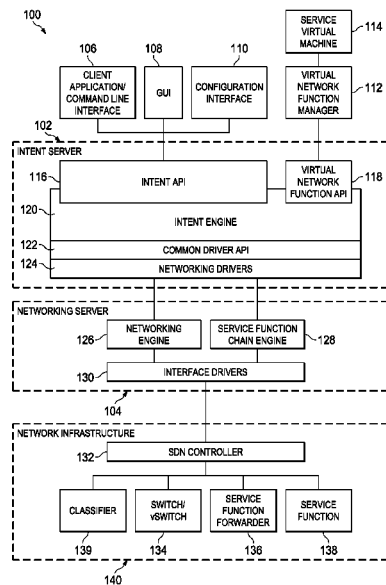 100
SERVICE
VIRTUAL
MACHINE
114
106
108
110
CLIENT
APPLICATION/
COMMAND LINE
INTERFACE
GUI
CONFIGURATION
INTERFACE
VIRTUAL
NETWORK
FUNCTION
MANAGER
112
102
INTENT SERVER
116
INTENT API
VIRTUAL
NETWORK
FUNCTION API
118
120
INTENT ENGINE
122
COMMON DRIVER API
124
NETWORKING DRIVERS
NETWORKING SERVER
126
NETWORKING
ENGINE
SERVICE FUNCTION
CHAIN ENGINE
128
130
INTERFACE DRIVERS
104
NETWORK INFRASTRUCTURE
132
SDN CONTROLLER
CLASSIFIER
SWITCH/
vSWITCH
SERVICE
FUNCTION
FORWARDER
SERVICE
FUNCTION
139
134
136
138
140